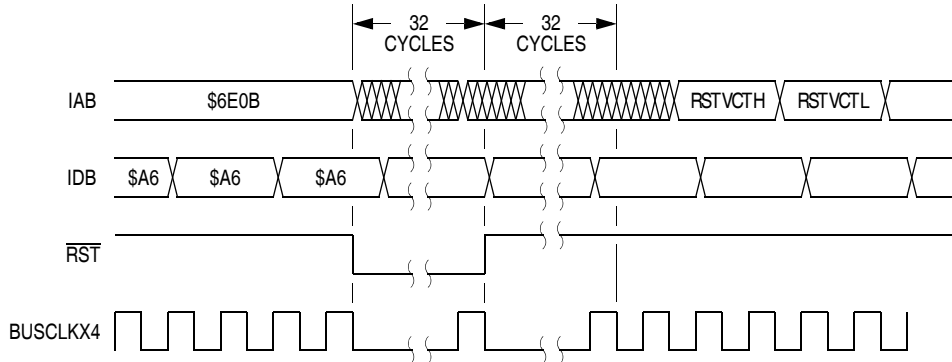 32
CYCLES
32
CYCLES
IAB
$6E0B
RSTVCTH
RSTVCTL
IDB
$A6
$A6
$A6
RST
BUSCLKX4